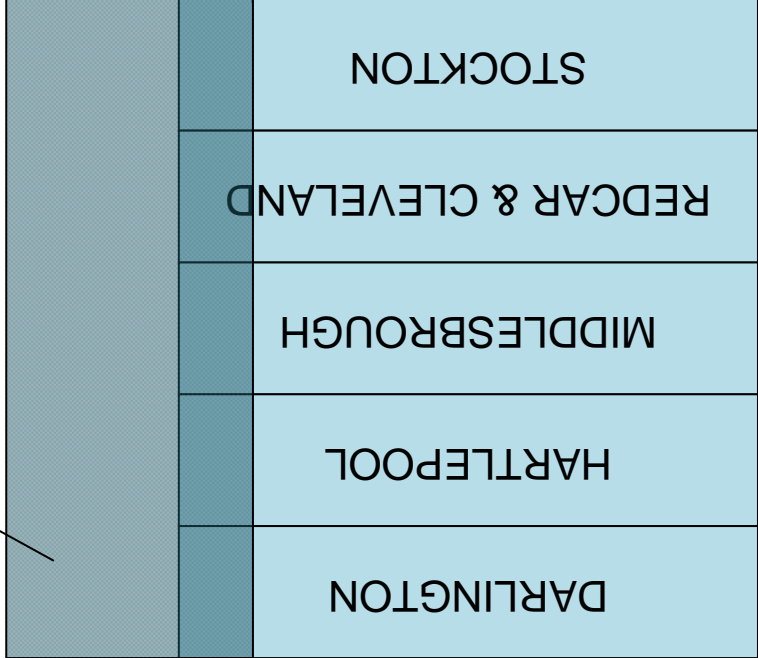 DARLINGTON
HARTLEPOOL
MIDDLESBROUGH
REDCAR & CLEVELAND
STOCKTON